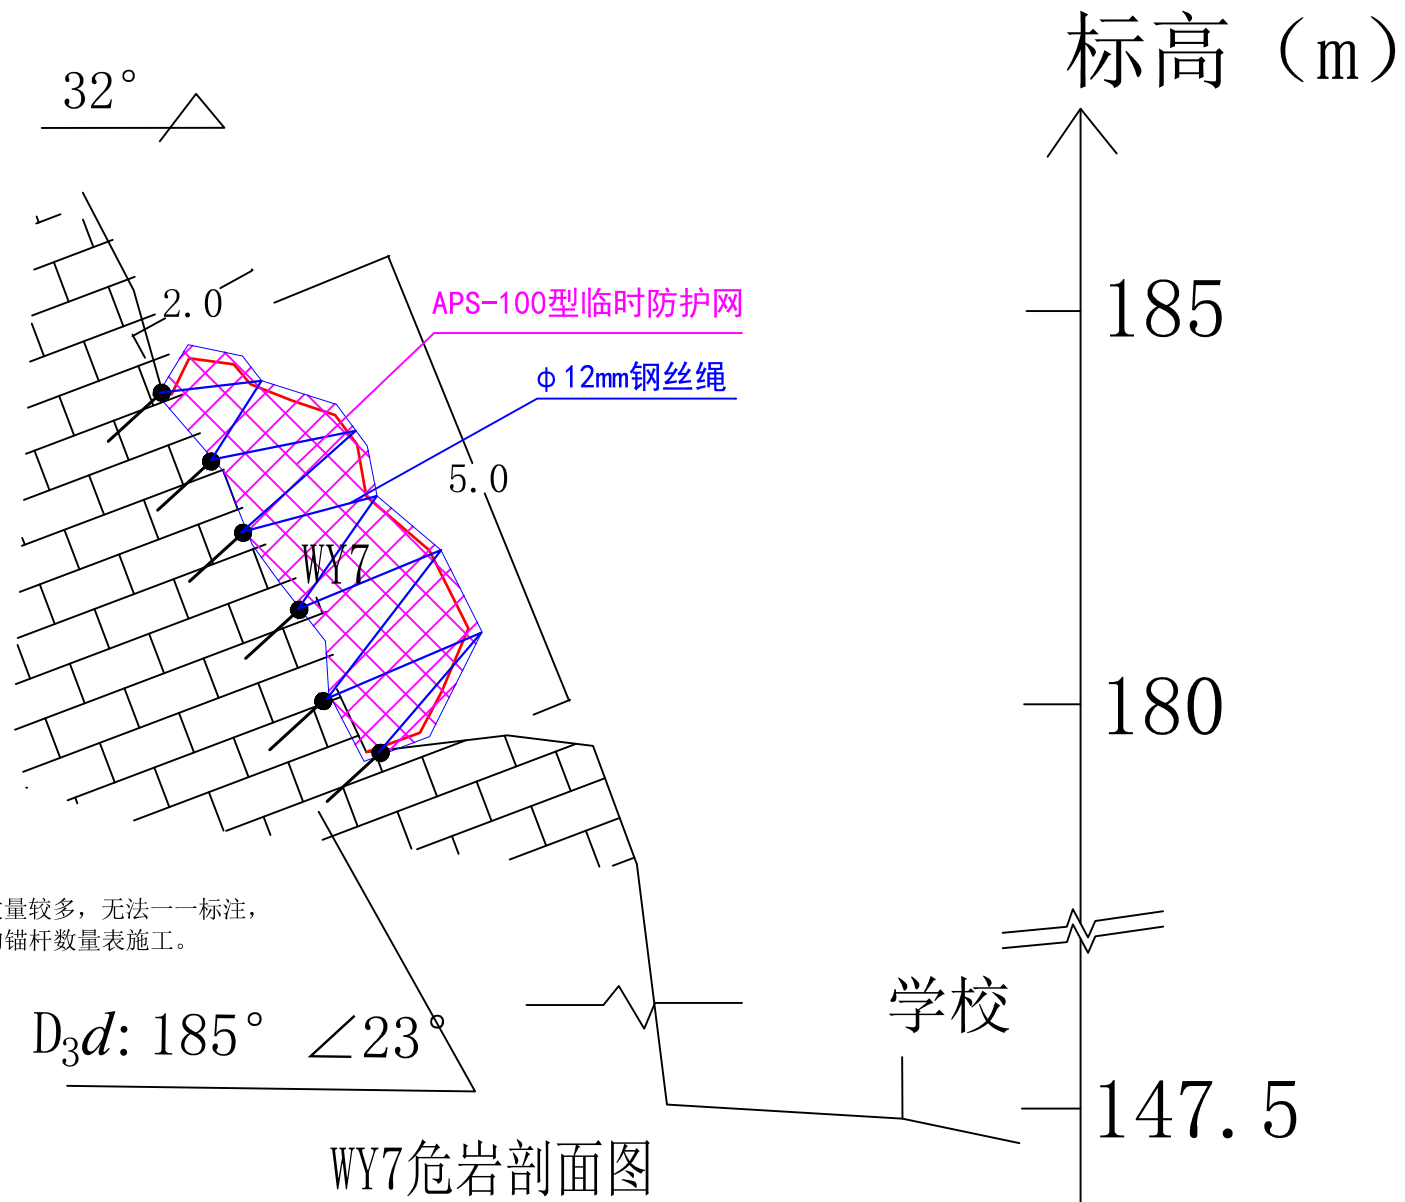 标高（m）
32°
185
2.0
APS-100型临时防护网
ф12mm钢丝绳
5.0
WY7
180
量较多，无法一一标注，
锚杆数量表施工。
学校
D₃d: 185° ∠23°
147.5
WY7危岩剖面图